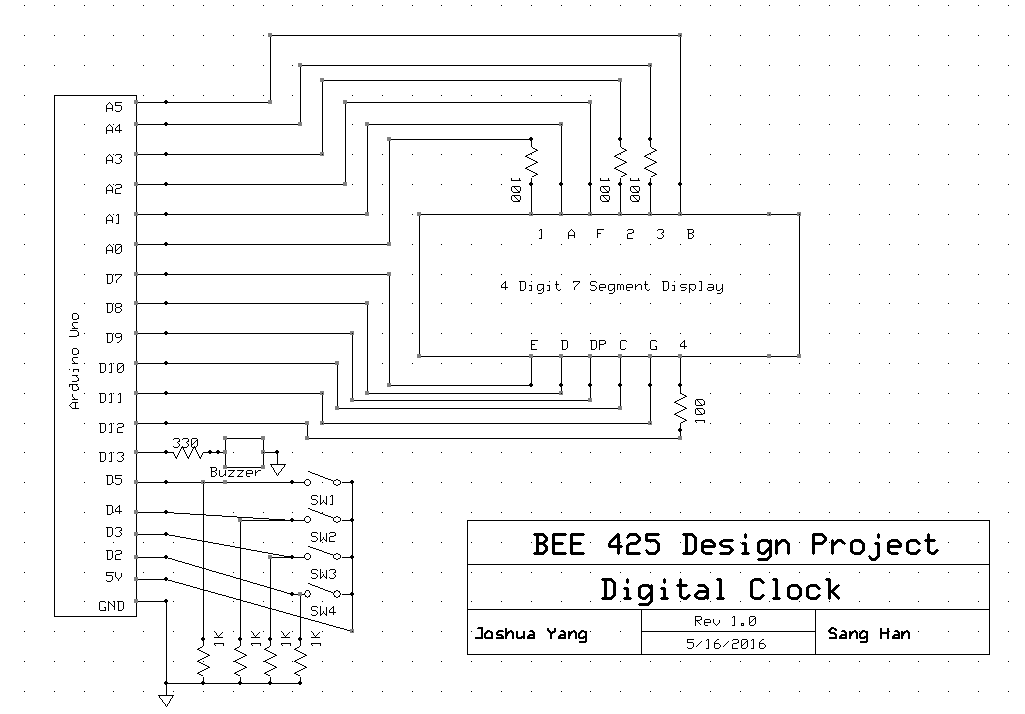 A5
A4
A3
A2
A1
A0
D7
D8
D9
D10
D11
D12
D13
D5
D4
D3
D2
5V
GND
Arduino Uno
100
100
100
1 A F 2 3 B
4 Digit 7 Segment Display
E D DP C G 4
100
330
Buzzer
SW1
SW2
SW3
SW4
1K
1K
1K
1K
BEE 425 Design Project
Digital Clock
Joshua Yang
Rev 1.0
5/16/2016
Sang Han